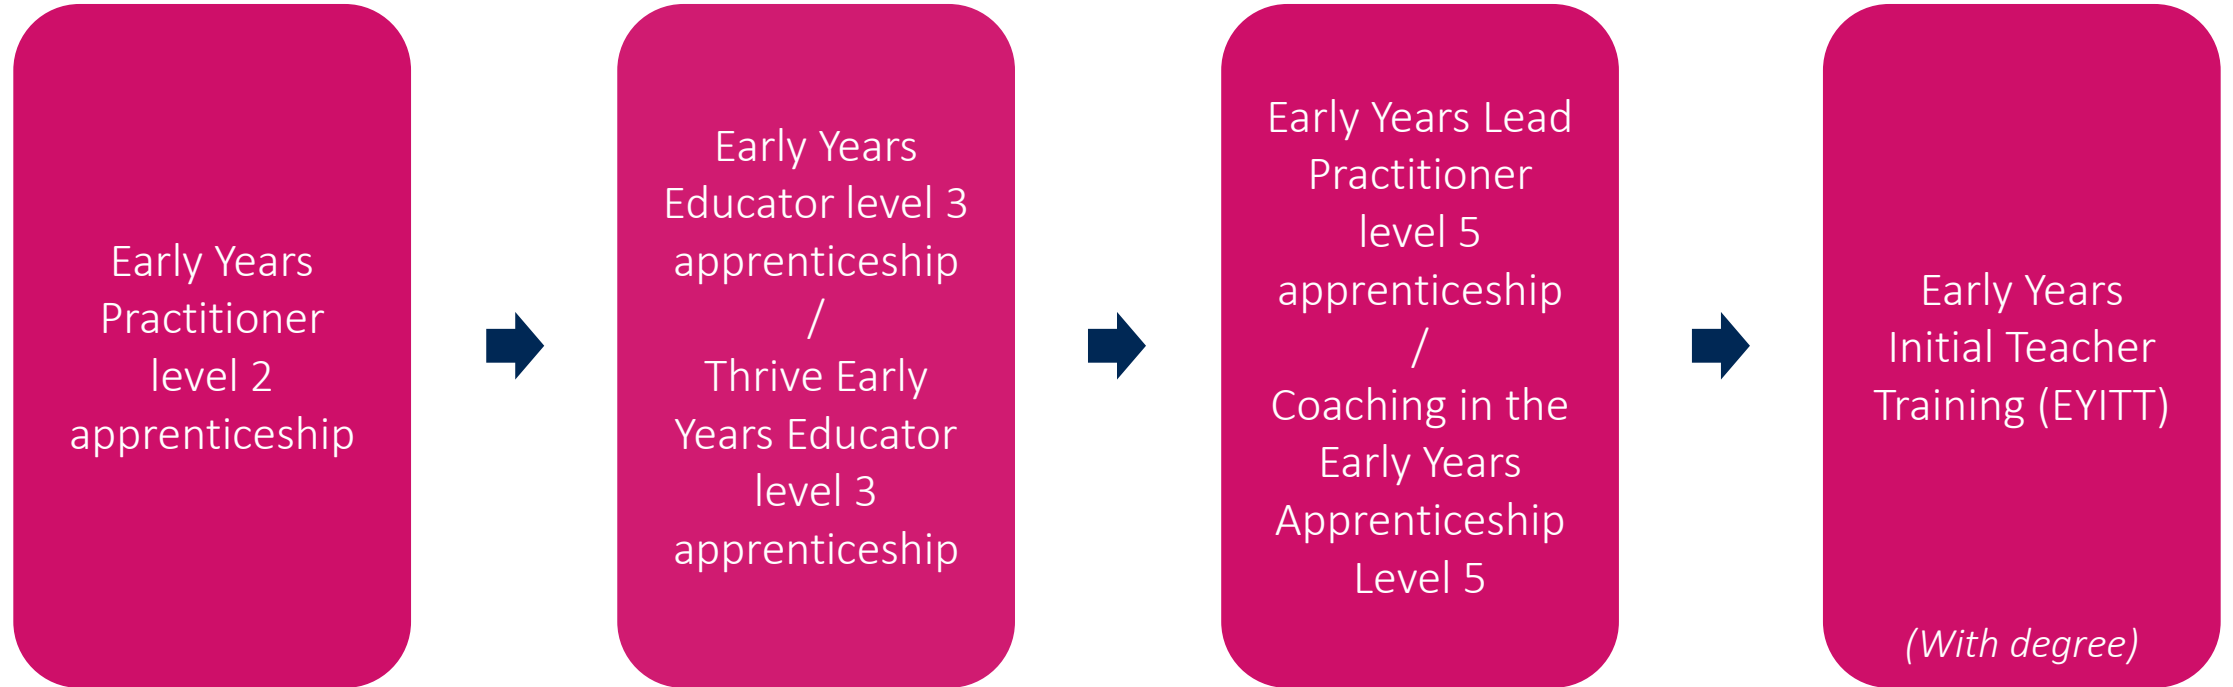 Early Years
Practitioner
level 2
apprenticeship
Early Years
Educator level 3
apprenticeship
/
Thrive Early
Years Educator
level 3
apprenticeship
Early Years Lead
Practitioner
level 5
apprenticeship
/
Coaching in the
Early Years
Apprenticeship
Level 5
Early Years
Initial Teacher
Training (EYITT)
(With degree)